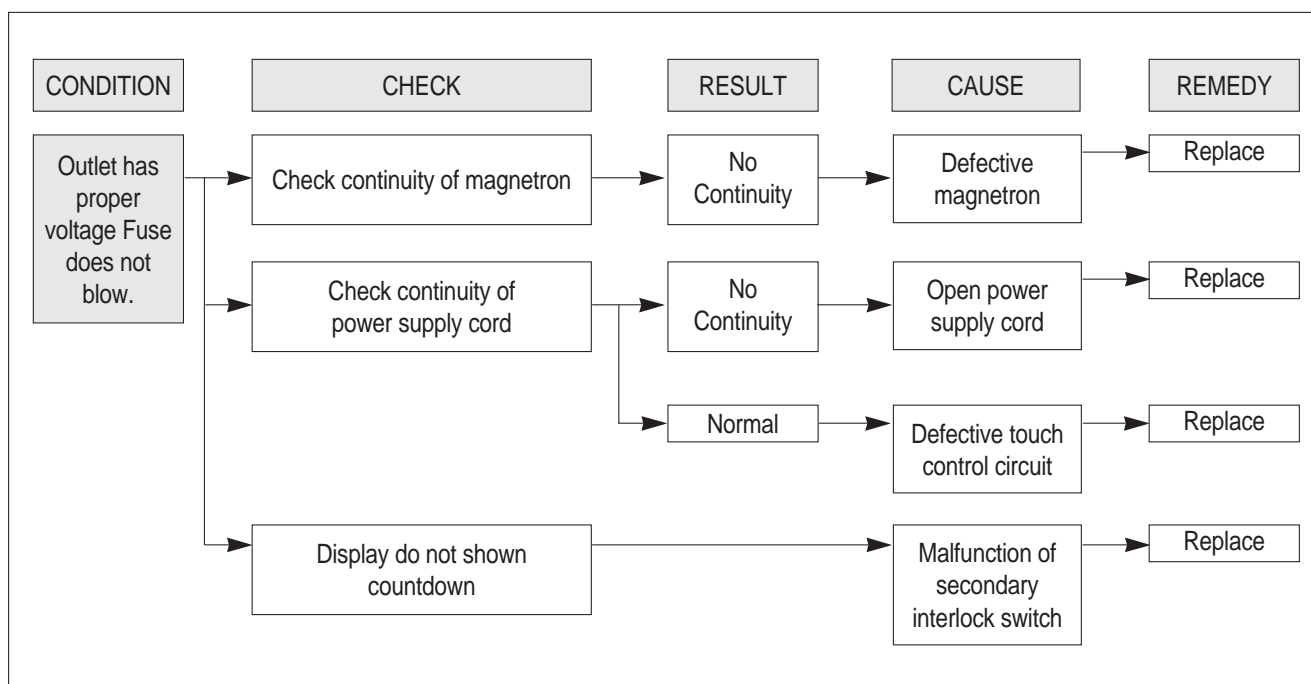 CONDITION
CHECK
RESULT
CAUSE
REMEDY
Outlet has
proper
voltage Fuse
does not
blow.
Check continuity of magnetron
No
Continuity
Defective
magnetron
Replace
Check continuity of
power supply cord
No
Continuity
Open power
supply cord
Replace
Normal
Defective touch
control circuit
Replace
Display do not shown
countdown
Malfunction of
secondary
interlock switch
Replace